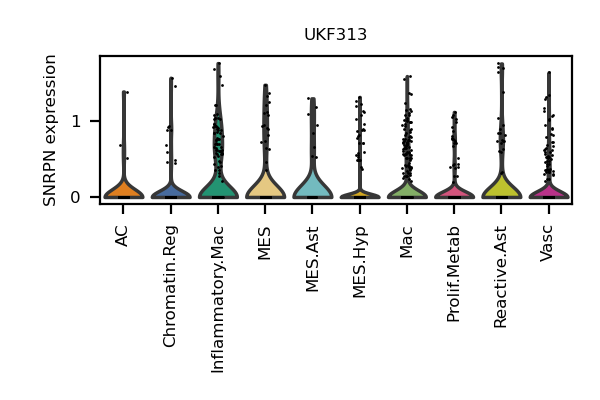 UKF313
SNRPN expression
1
0
AC
Chromatin.Reg
Inflammatory.Mac
MES
MES.Ast
MES.Hyp
Mac
Prolif.Metab
Reactive.Ast
Vasc